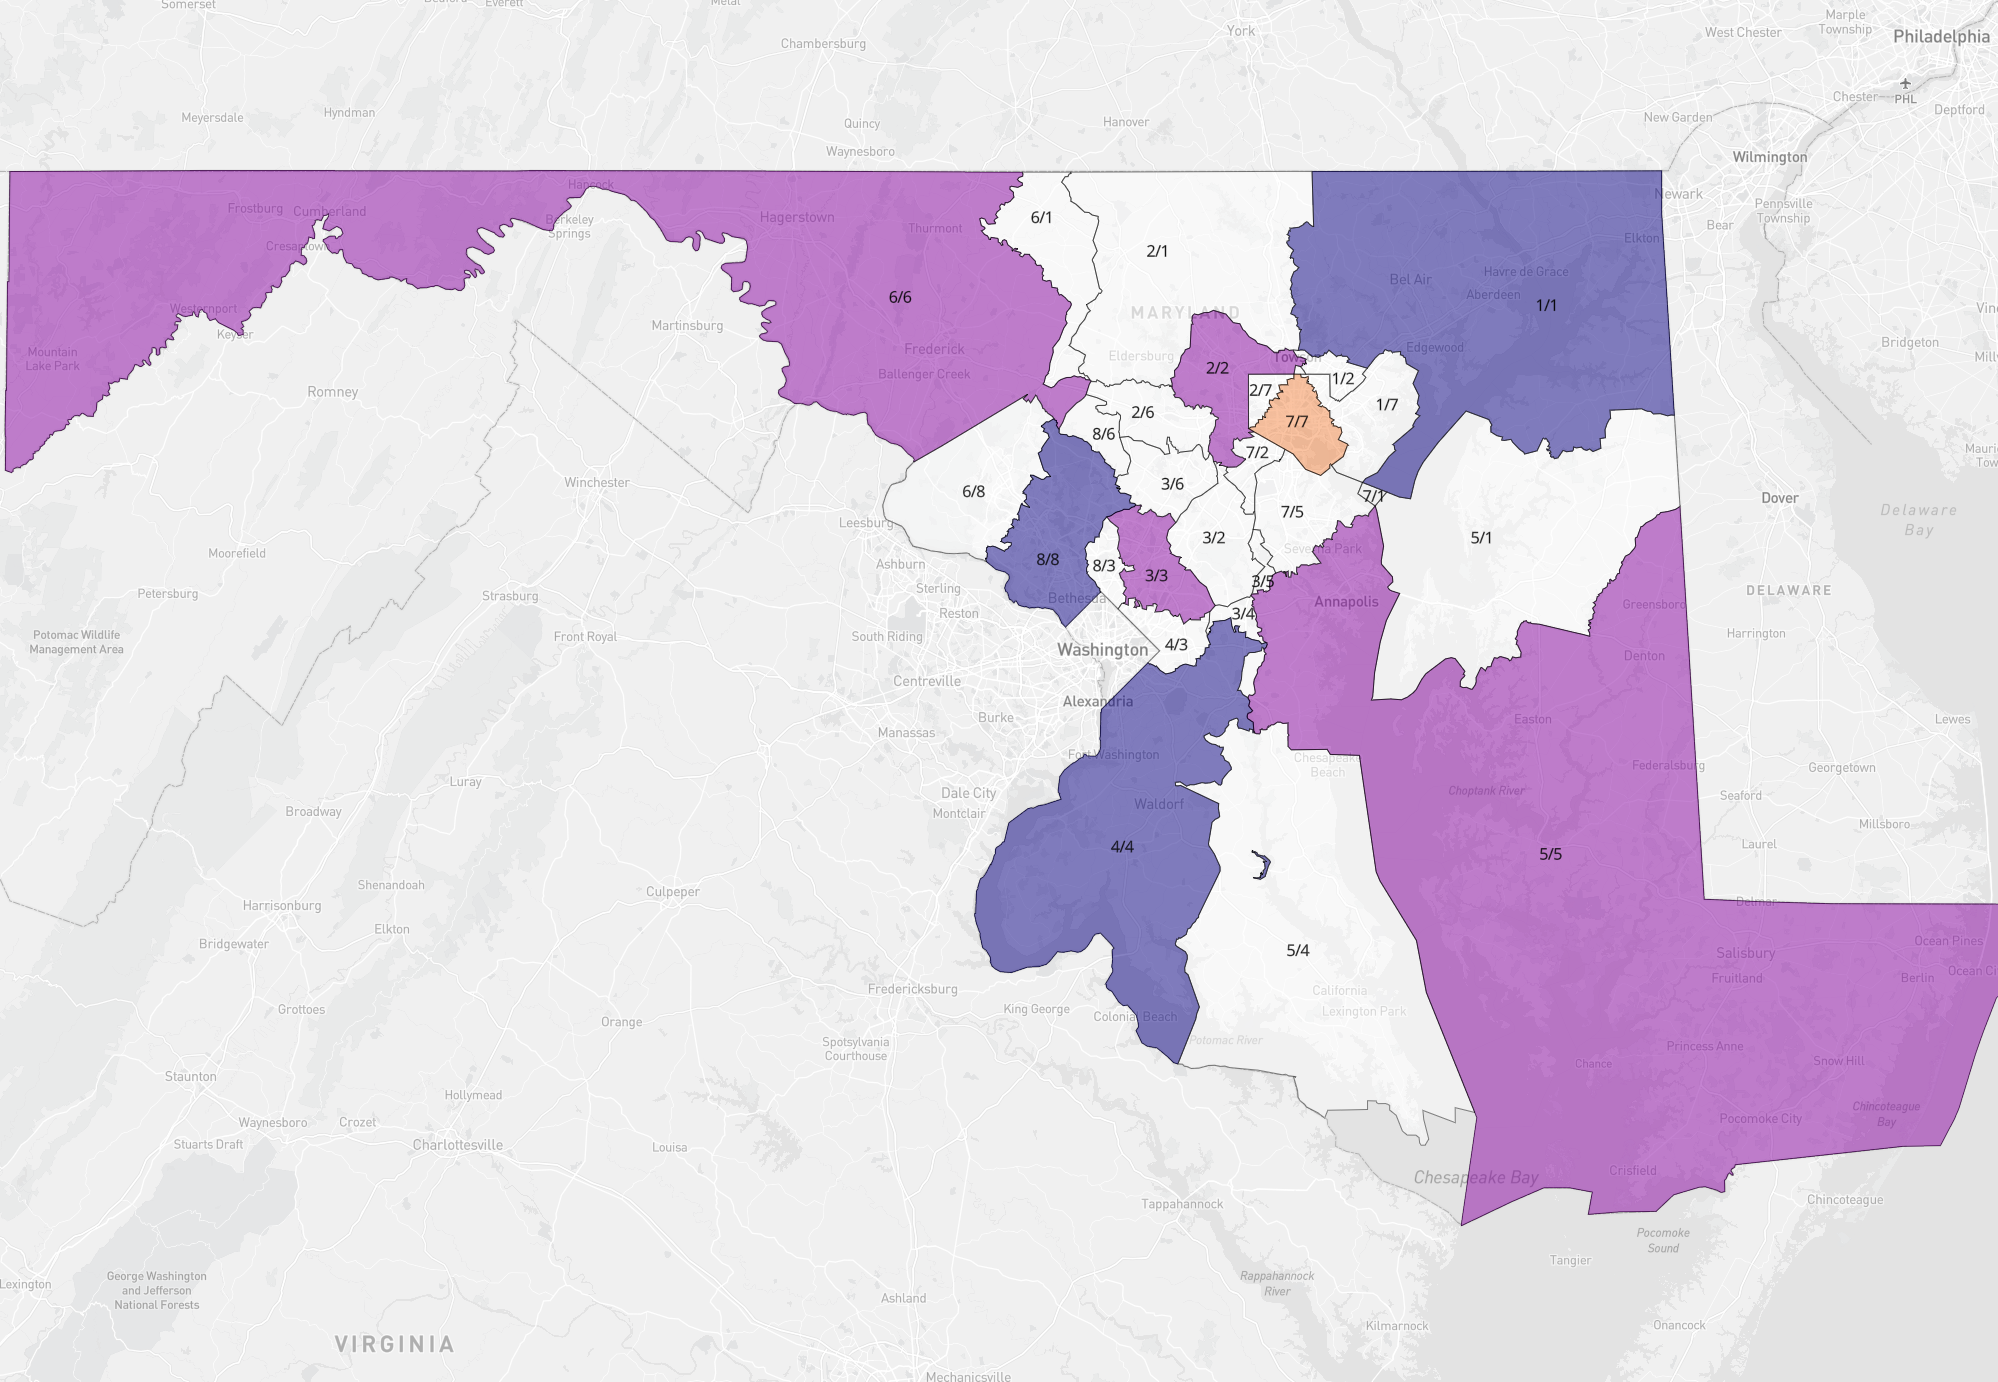 Somerset
Bedford
Everett
Metal
York
Marple
Township
West Chester
Philadelphia
Chambersburg
PHL
Chester
Deptford
Meyersdale
Hyndman
Quincy
Hanover
New Garden
Waynesboro
Wilmington
Hancock
Newark
Pennsville
Township
Frostburg
Cumberland
Berkeley
Springs
Hagerstown
Thurmont
6/1
Bear
Elkton
Cresaptown
2/1
Bel Air
Havre de Grace
Aberdeen
1/1
6/6
Westernport
Keyser
Martinsburg
MARYLAND
Bridgeton
Mountain
Lake Park
Frederick
Ballenger Creek
Eldersburg
Towson
Edgewood
2/2
1/2
2/7
1/7
Romney
2/6
7/7
8/6
7/2
Winchester
6/8
3/6
7/1
Dover
Leesburg
7/5
Delaware
Bay
Moorefield
3/2
5/1
Severna Park
8/8
8/3
3/3
3/5
Ashburn
Sterling
Bethesda
Reston
Petersburg
Strasburg
Annapolis
Greensboro
DELAWARE
3/4
Potomac Wildlife
Management Area
Front Royal
South Riding
Washington
4/3
Harrington
Denton
Centreville
Alexandria
Burke
Manassas
Easton
Lewes
Fort Washington
Chesapeake
Beach
Federalsburg
Georgetown
Luray
Dale City
Montclair
Waldorf
Choptank River
Seaford
Broadway
Millsboro
4/4
5/5
Laurel
Shenandoah
Culpeper
Harrisonburg
Delmar
Elkton
Bridgewater
5/4
Salisbury
Fruitland
Ocean Pines
Berlin
Ocean Ci
Fredericksburg
California
Lexington Park
Grottoes
King George
Colonial Beach
Orange
Potomac River
Spotsylvania
Courthouse
Princess Anne
Chance
Snow Hill
Staunton
Hollymead
Waynesboro
Crozet
Pocomoke City
Chincoteague
Bay
Stuarts Draft
Charlottesville
Louisa
Chesapeake Bay
Crisfield
Tappahannock
Chincoteague
Pocomoke
Sound
Tangier
Lexington
George Washington
and Jefferson
National Forests
Rappahannock
River
Ashland
VIRGINIA
Kilmarnock
Onancock
Mechanicsville